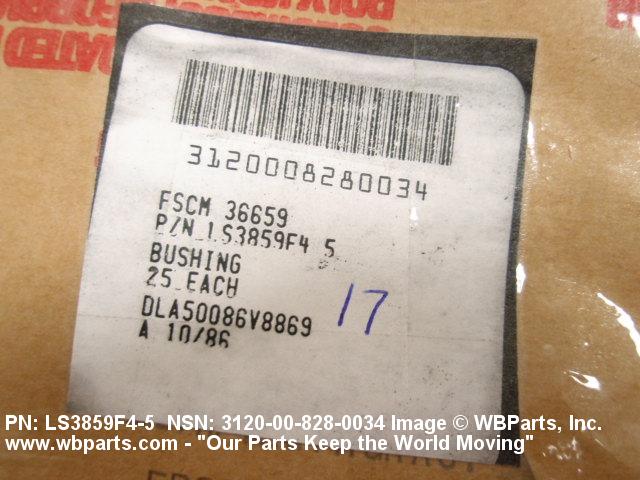 3120008280034
FSCM 36659
P/N LS3859F4 5
BUSHING
25 EACH
DLA50086V8869
A 10/86
17
PN: LS3859F4-5 NSN: 3120-00-828-0034 Image © WBParts, Inc.
www.wbparts.com - "Our Parts Keep the World Moving"